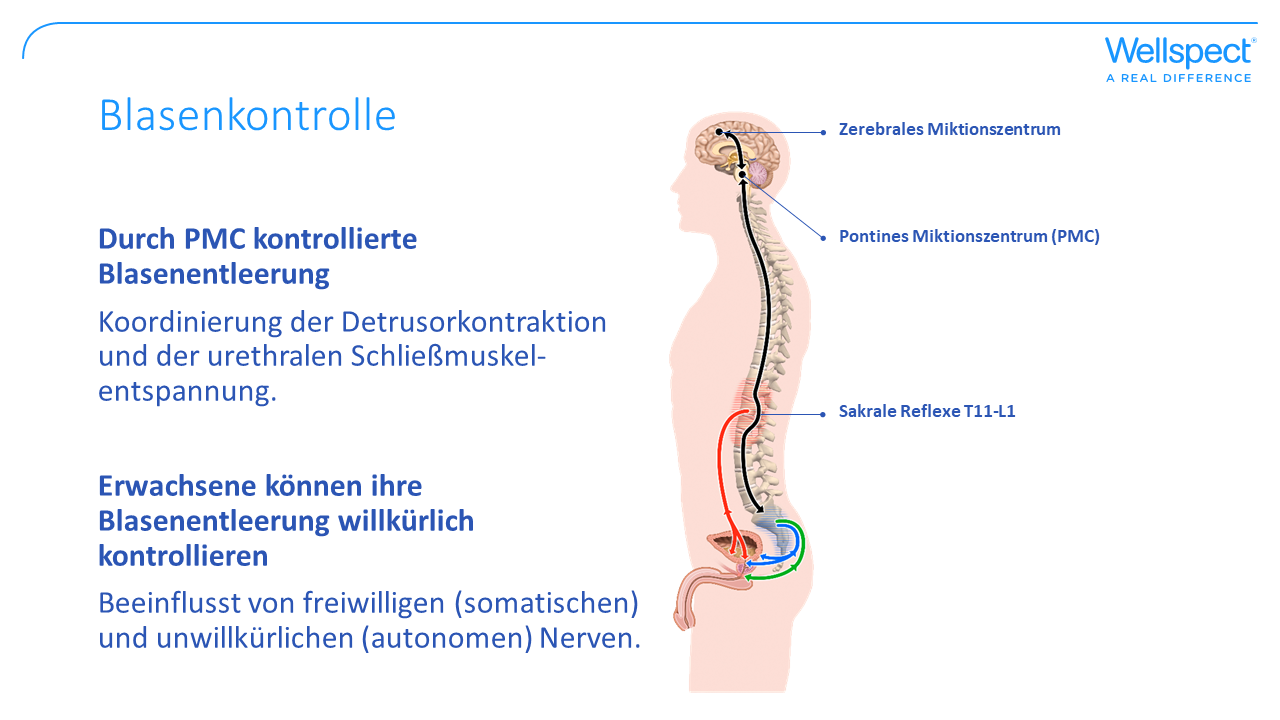 Wellspect®
A REAL DIFFERENCE
Blasenkontrolle
Durch PMC kontrollierte
Blasenentleerung
Koordinierung der Detrusorkontraktion
und der urethralen Schließmuskel-
entspannung.
Erwachsene können ihre
Blasenentleerung willkürlich
kontrollieren
Beeinflusst von freiwilligen (somatischen)
und unwillkürlichen (autonomen) Nerven.
Zerebrales Miktionszentrum
Pontines Miktionszentrum (PMC)
Sakrale Reflexe T11-L1